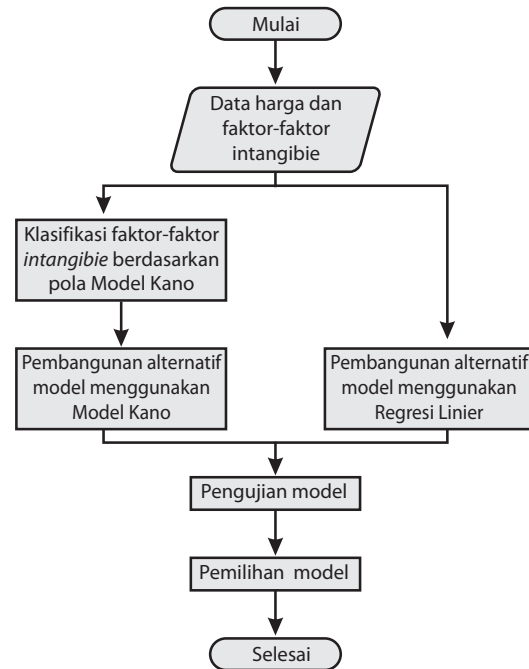 Mulai
Data harga dan
faktor-faktor
intangibie
Klasifikasi faktor-faktor
intangibie berdasarkan
pola Model Kano
Pembangunan alternatif
model menggunakan
Model Kano
Pembangunan alternatif
model menggunakan
Regresi Linier
Pengujian model
Pemilihan model
Selesai